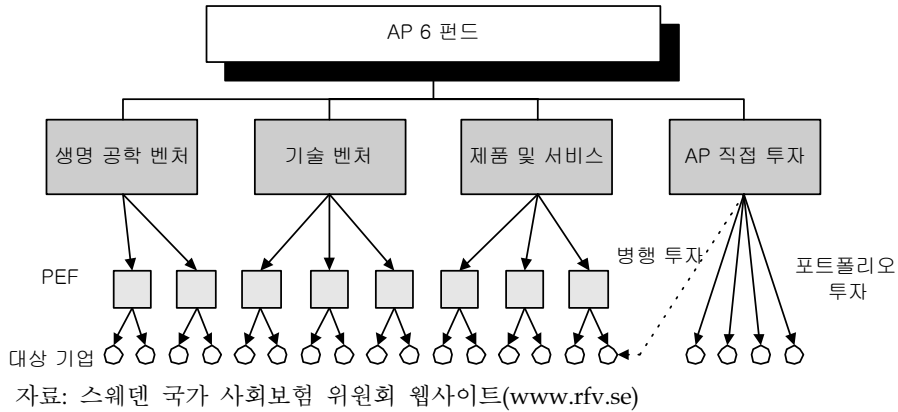 AP 6 펀드
생명 공학 벤처
기술 벤처
제품 및 서비스
AP 직접 투자
PEF
병행 투자
포트폴리오
투자
대상 기업
자료: 스웨덴 국가 사회보험 위원회 웹사이트(www.rfv.se)